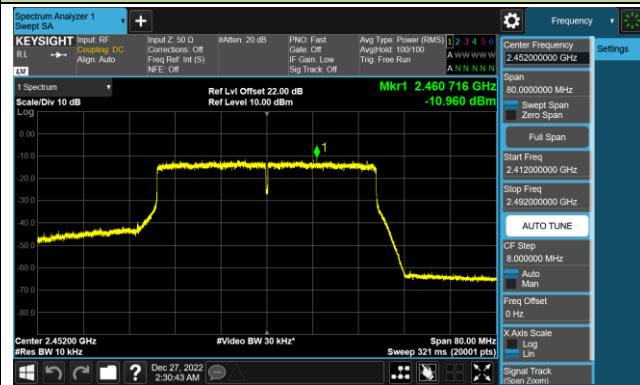 Spectrum Analyzer 1
Swept SA
Frequency
KEYSIGHT
Input: RF
Input Z: 50 Ω
#Atten: 20 dB
PNO: Fast
Avg Type: Power (RMS)
1 2 3 4 5 6
RL
Coupling: DC
Corrections: Off
Gate: Off
Avg|Hold: 100/100
A W W W W W
Align: Auto
Freq Ref: Int (S)
IF Gain: Low
Trig: Free Run
NFE: Off
Sig Track: Off
A N N N N N
LXI
1 Spectrum
Scale/Div 10 dB
Ref Lvl Offset 22.00 dB
Ref Level 10.00 dBm
Mkr1 2.460 716 GHz
-10.960 dBm
Log
0.00
-10.0
-20.0
-30.0
-40.0
-50.0
-60.0
-70.0
-80.0
1
Center 2.45200 GHz
#Video BW 30 kHz*
Span 80.00 MHz
#Res BW 10 kHz
Sweep 321 ms (20001 pts)
Dec 27, 2022
2:30:43 AM
Center Frequency
2.452000000 GHz
Settings
Span
80.0000000 MHz
Swept Span
Zero Span
Full Span
Start Freq
2.412000000 GHz
Stop Freq
2.492000000 GHz
AUTO TUNE
CF Step
8.000000 MHz
Auto
Man
Freq Offset
0 Hz
X Axis Scale
Log
Lin
Signal Track
(Span Zoom)